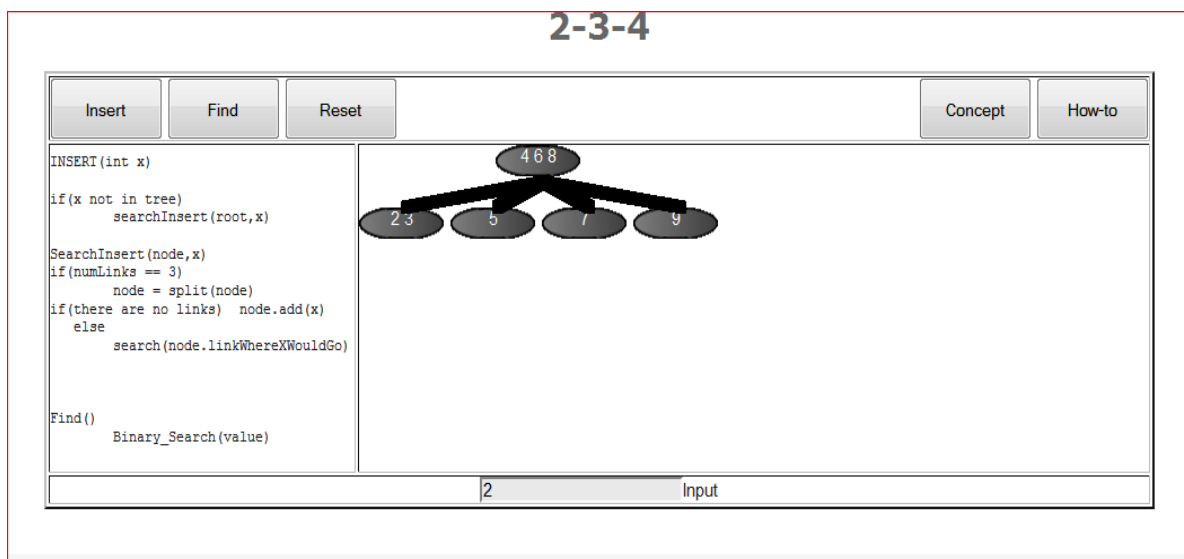 2-3-4
Insert Find Reset Concept How-to
INSERT(int x)
if(x not in tree)
searchInsert(root,x)
SearchInsert(node,x)
if(numLinks == 3)
node = split(node)
if(there are no links) node.add(x)
else
search(node.linkWhereXWouldGo)
Find()
Binary_Search(value)
4 6 8
2 3 5 7 9
2 Input